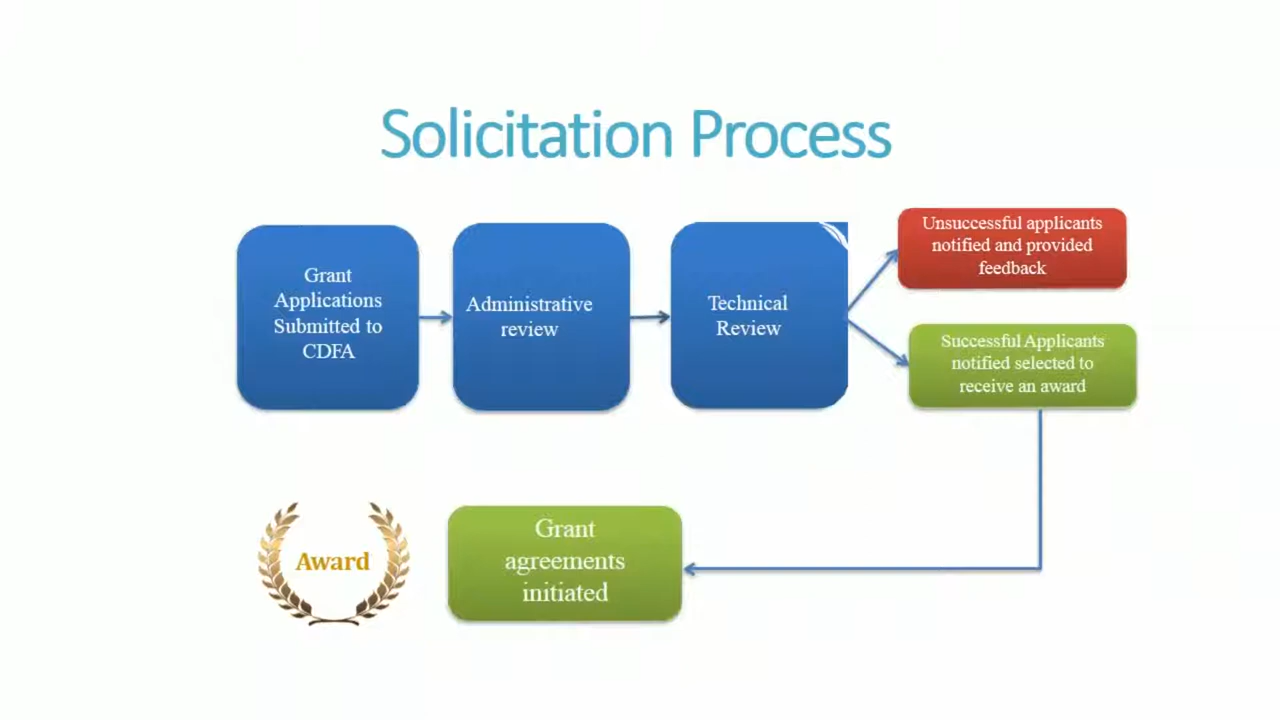 Solicitation Process
Grant
Applications
Submitted to
CDFA
Administrative
review
Technical
Review
Unsuccessful applicants
notified and provided
feedback
Successful Applicants
notified selected to
receive an award
Award
Grant
agreements
initiated